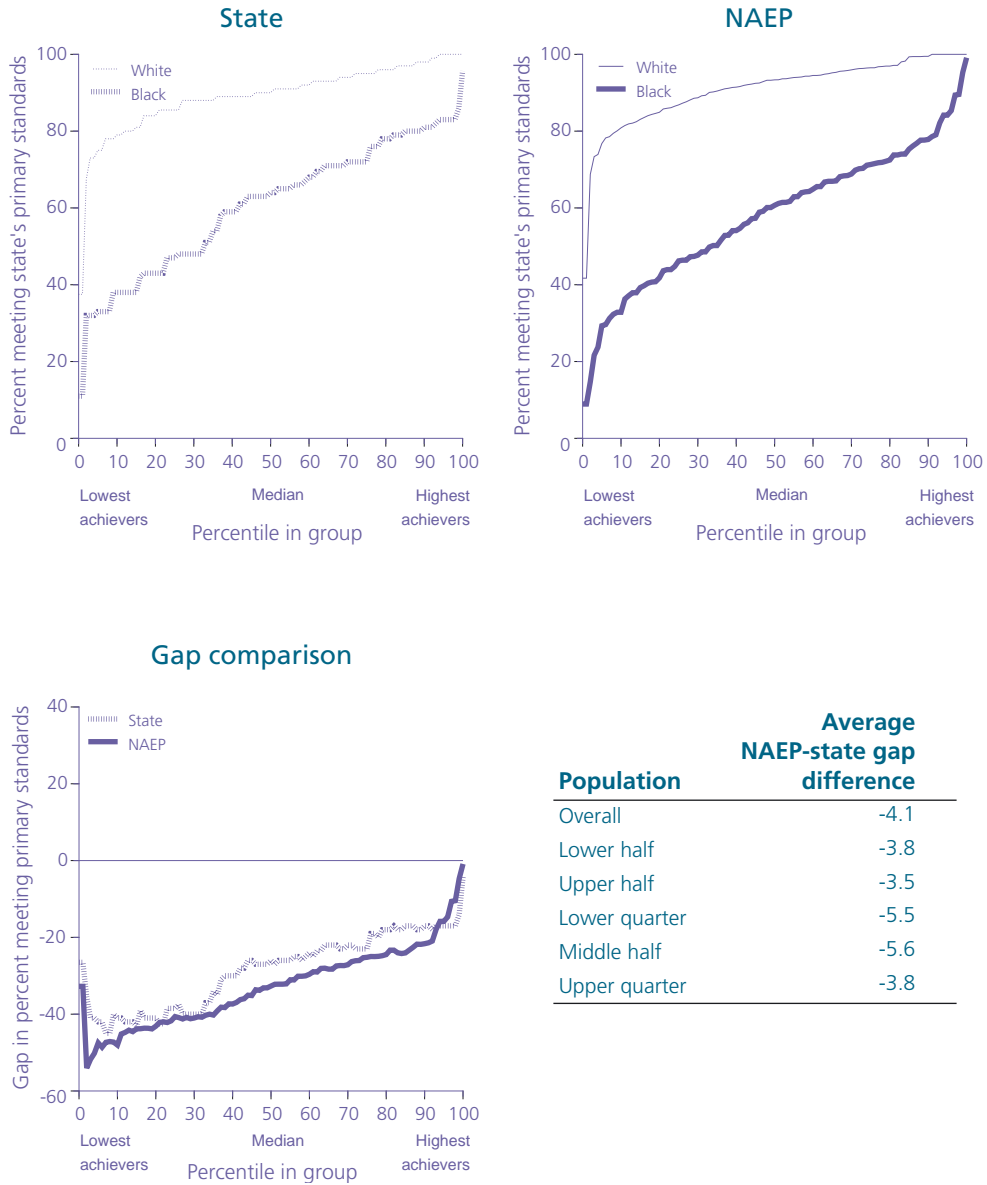 State
Percent meeting state's primary standards
100
80
60
40
20
0
White
Black
0 10 20 30 40 50 60 70 80 90 100
Lowest achievers
Median
Highest achievers
Percentile in group
NAEP
Percent meeting state's primary standards
100
80
60
40
20
0
White
Black
0 10 20 30 40 50 60 70 80 90 100
Lowest achievers
Median
Highest achievers
Percentile in group
Gap comparison
Gap in percent meeting primary standards
40
20
0
-20
-40
-60
State
NAEP
0 10 20 30 40 50 60 70 80 90 100
Lowest achievers
Median
Highest achievers
Percentile in group
Average
NAEP-state gap
Population difference
Overall -4.1
Lower half -3.8
Upper half -3.5
Lower quarter -5.5
Middle half -5.6
Upper quarter -3.8